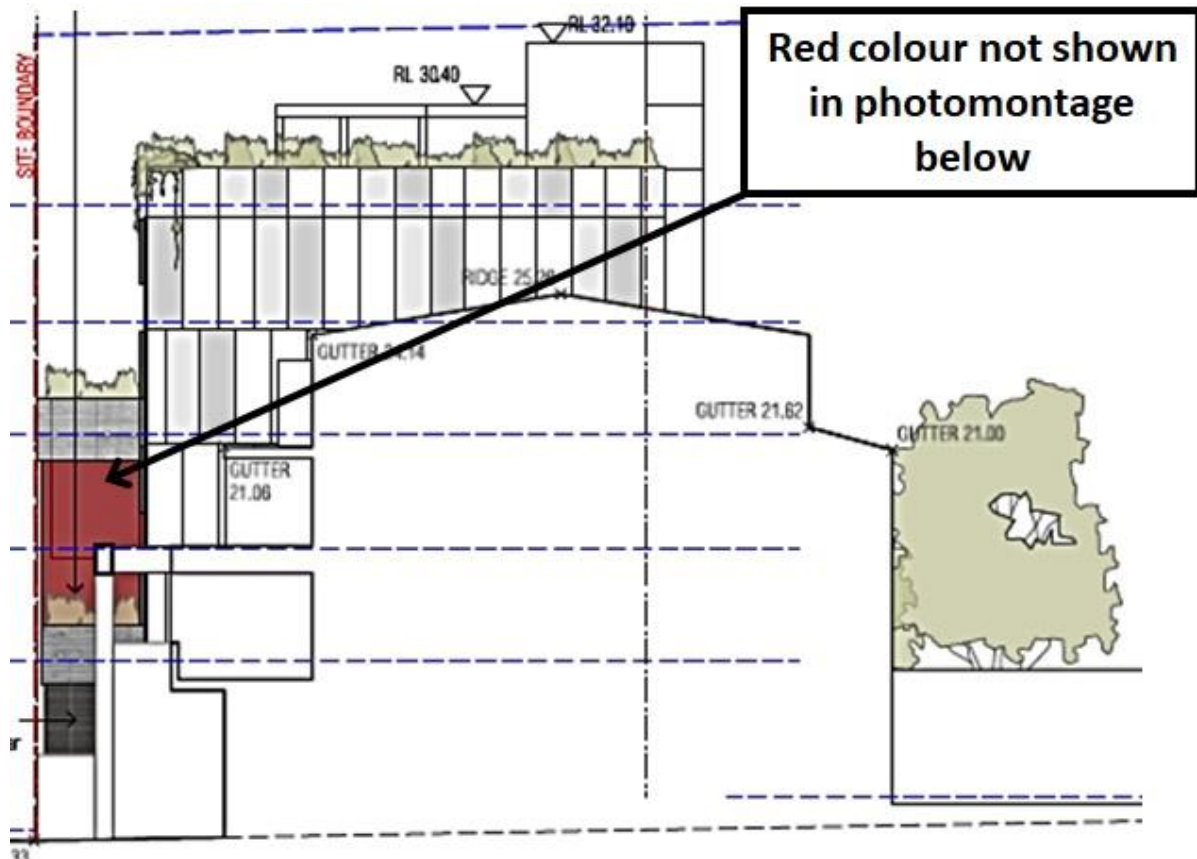 RL 32.10
Red colour not shown
in photomontage
below
RL 30.40
SITE BOUNDARY
RIDGE 25.28
GUTTER 24.14
GUTTER 21.62
GUTTER 21.00
GUTTER
21.06
33